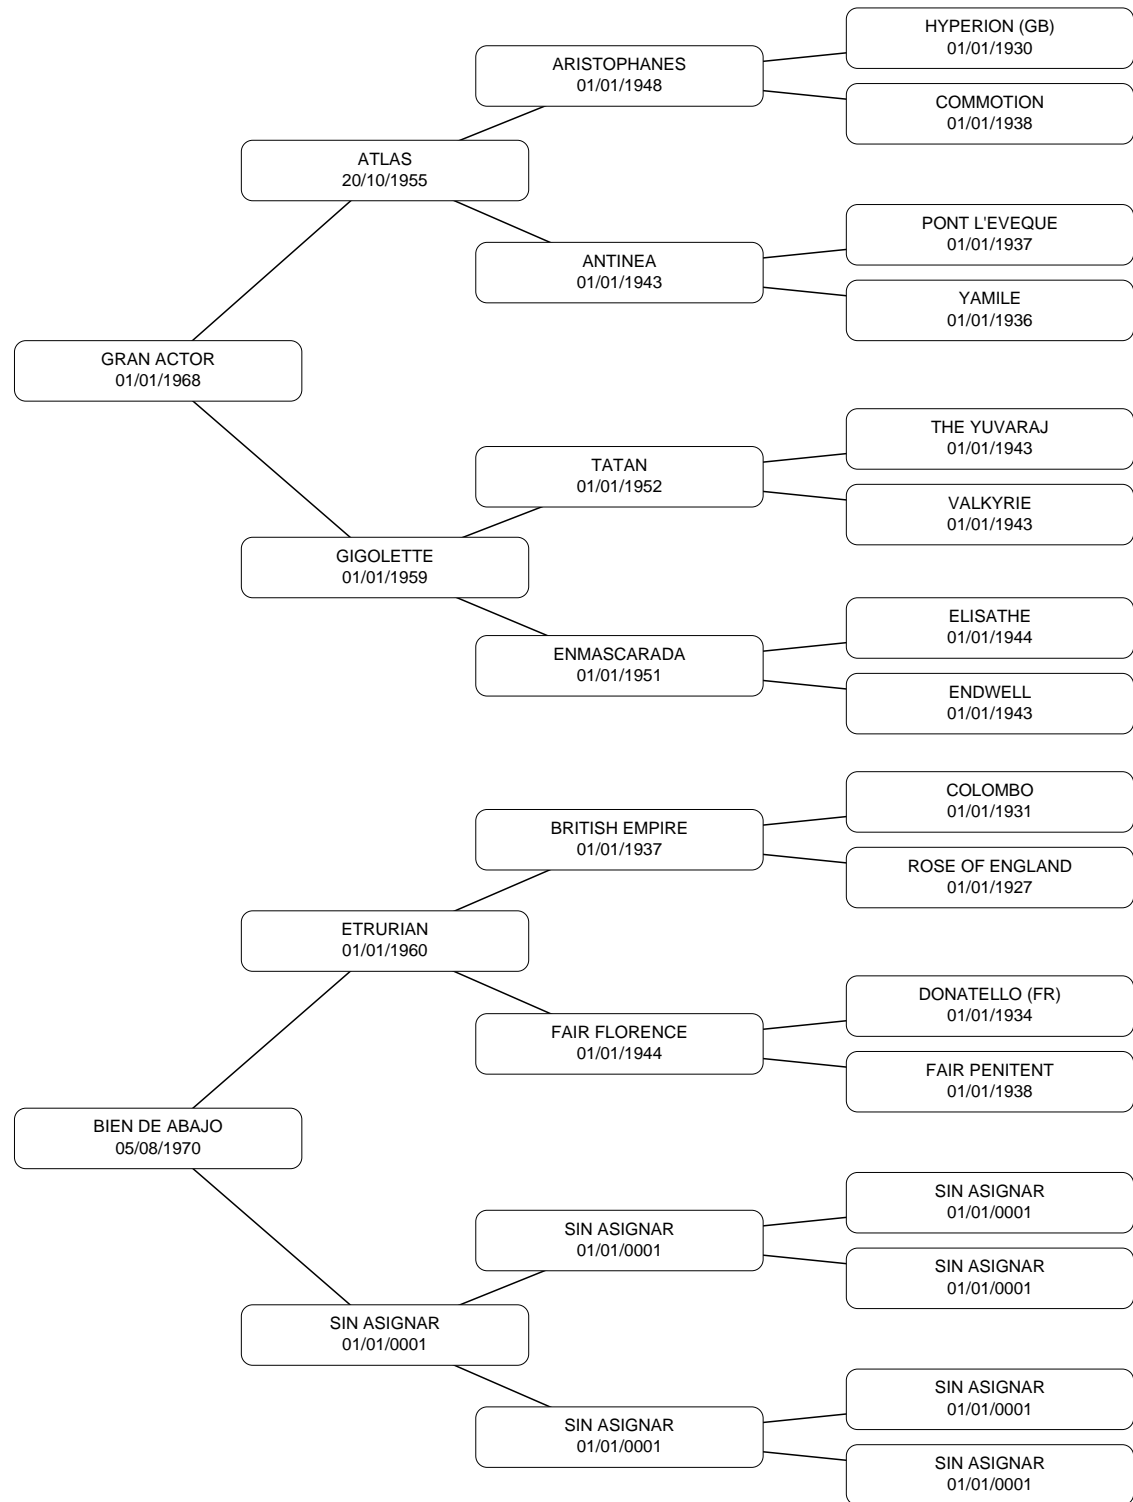 HYPERION (GB)
01/01/1930
ARISTOPHANES
01/01/1948
COMMOTION
01/01/1938
ATLAS
20/10/1955
PONT L'EVEQUE
01/01/1937
ANTINEA
01/01/1943
YAMILE
01/01/1936
GRAN ACTOR
01/01/1968
THE YUVARAJ
01/01/1943
TATAN
01/01/1952
VALKYRIE
01/01/1943
GIGOLETTE
01/01/1959
ELISATHE
01/01/1944
ENMASCARADA
01/01/1951
ENDWELL
01/01/1943
COLOMBO
01/01/1931
BRITISH EMPIRE
01/01/1937
ROSE OF ENGLAND
01/01/1927
ETRURIAN
01/01/1960
DONATELLO (FR)
01/01/1934
FAIR FLORENCE
01/01/1944
FAIR PENITENT
01/01/1938
BIEN DE ABAJO
05/08/1970
SIN ASIGNAR
01/01/0001
SIN ASIGNAR
01/01/0001
SIN ASIGNAR
01/01/0001
SIN ASIGNAR
01/01/0001
SIN ASIGNAR
01/01/0001
SIN ASIGNAR
01/01/0001
SIN ASIGNAR
01/01/0001